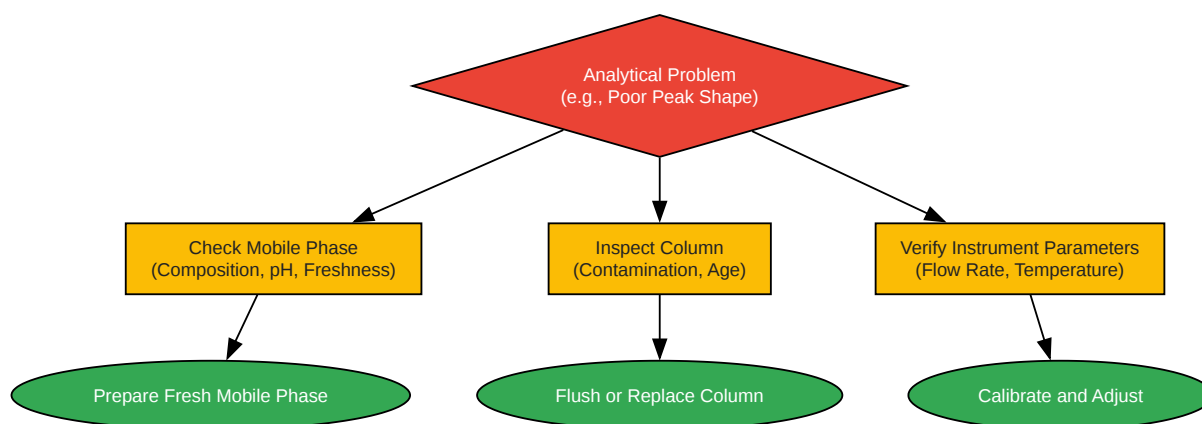 Analytical Problem
(e.g., Poor Peak Shape)
Check Mobile Phase
(Composition, pH, Freshness)
Inspect Column
(Contamination, Age)
Verify Instrument Parameters
(Flow Rate, Temperature)
Prepare Fresh Mobile Phase
Flush or Replace Column
Calibrate and Adjust